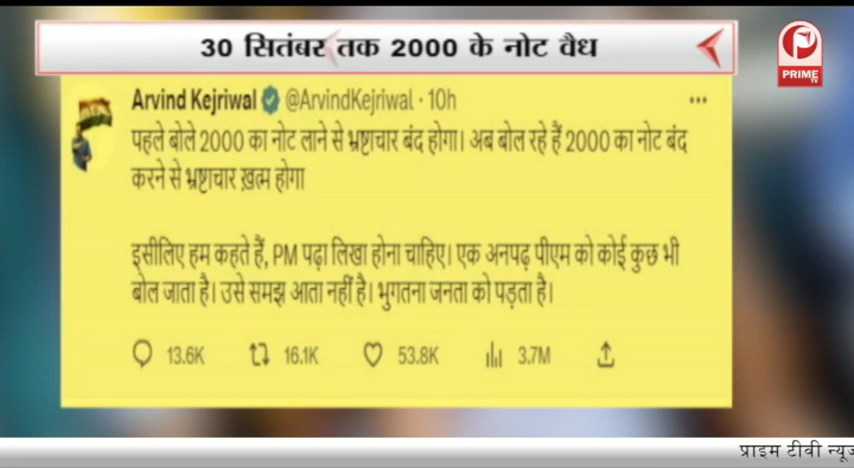 30 सितंबर तक 2000 के नोट वैध
PRIME
TV
Arvind Kejriwal @ArvindKejriwal · 10h
पहले बोले 2000 का नोट लाने से भ्रष्टाचार बंद होगा। अब बोल रहे हैं 2000 का नोट बंद
करने से भ्रष्टाचार ख़त्म होगा
इसीलिए हम कहते हैं, PM पढ़ा लिखा होना चाहिए। एक अनपढ़ पीएम को कोई कुछ भी
बोल जाता है। उसे समझ आता नहीं है। भुगतना जनता को पड़ता है।
13.6K 16.1K 53.8K 3.7M
प्राइम टीवी न्यूज